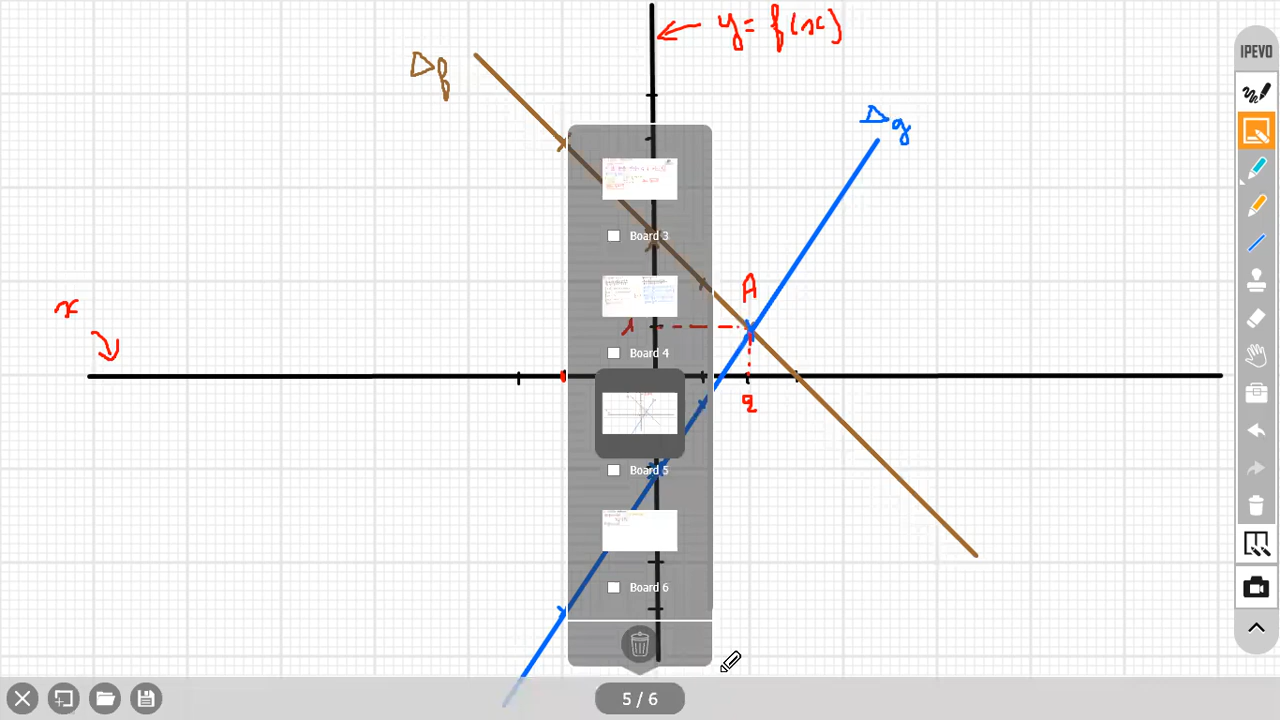 y = f(x)
IPEVO
Δf
Δg
Board 3
A
x
1
Board 4
2
Board 5
Board 6
5 / 6